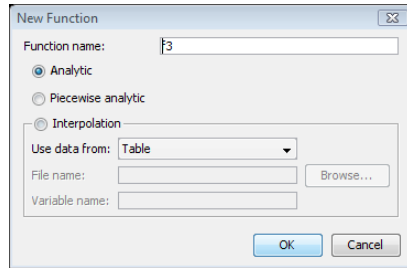 New Function
Function name: f3
Analytic
Piecewise analytic
Interpolation
Use data from: Table
File name: Browse...
Variable name:
OK Cancel